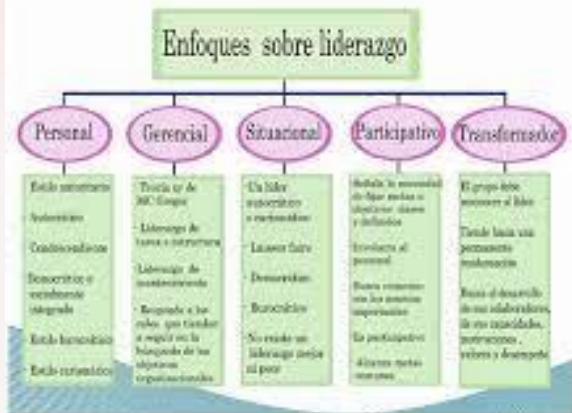 Enfoques sobre liderazgo
Personal
Gerencial
Situacional
Participativo
Transformador
Estilo autoritario
Autocrático
Condescendiente
Democrático o
socialmente
integrado
Estilo burocrático
Estilo carismático
Teoría xy de
MC Gregor
Liderazgo de
tarea o estructura
Liderazgo de
mantenimiento
Responde a los
roles que tienden
a seguir en la
búsqueda de los
objetivos
organizacionales
Un líder
autocrático
o carismático
Laissez faire
Democrático
Burocrático
No existe un
liderazgo mejor
ni peor
Señala la necesidad
de fijar metas u
objetivos claros
y definidos
Involucra al
personal
Busca consenso
con los asuntos
importantes
Es participativo
Alcanza metas
comunes
El grupo debe
reconocer al líder
Tiende hacia una
permanente
Busca el desarrollo
de sus colaboradores,
de sus capacidades,
motivaciones,
valores y desempeño